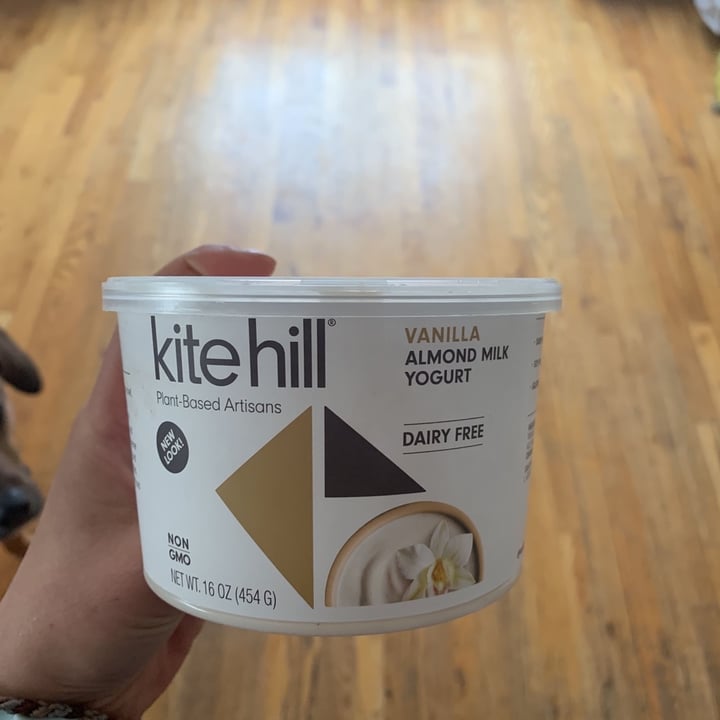 kite hill®
Plant-Based Artisans
VANILLA
ALMOND MILK
YOGURT
DAIRY FREE
NEW
LOOK!
NON
GMO
NET WT. 16 OZ (454 G)